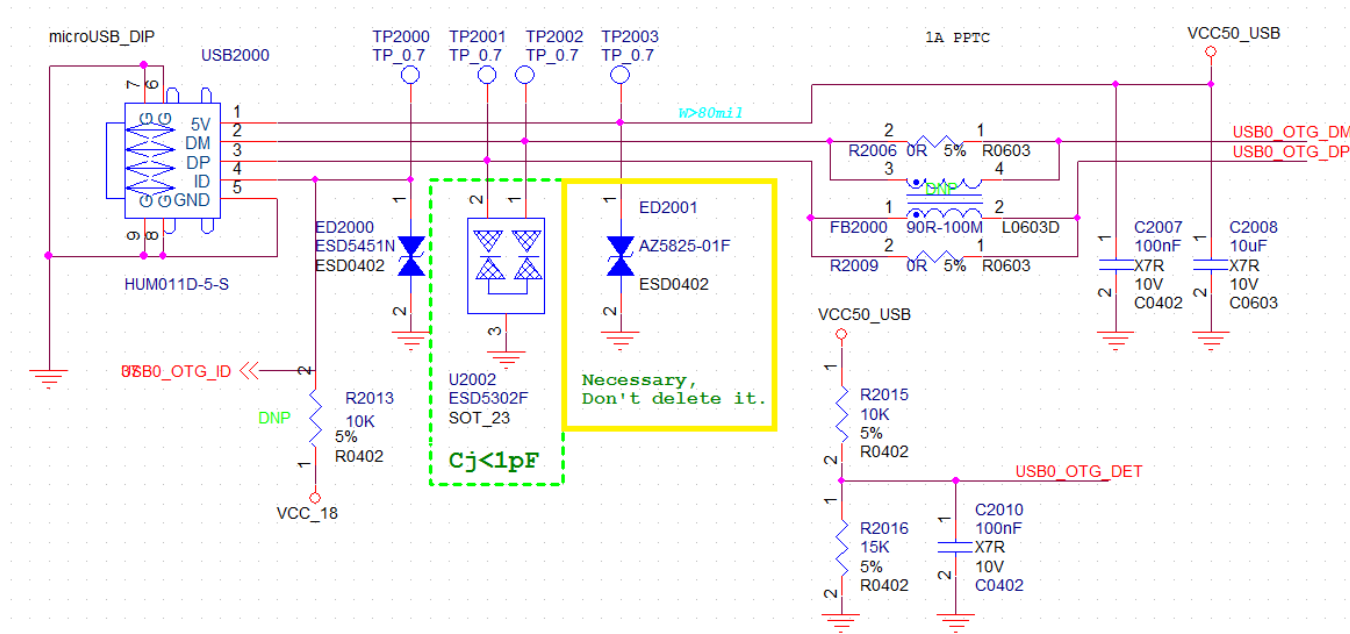 microUSB_DIP
USB2000
TP2000 TP2001 TP2002 TP2003
TP_0.7 TP_0.7 TP_0.7 TP_0.7
1A PPTC
VCC50_USB
7 6
G G
5V 1
DM 2
DP 3
ID 4
GND 5
G G
9 8
HUM011D-5-S
W>80mil
2 1
R2006 0R 5% R0603
3 4
DNP
1 2
FB2000 90R-100M L0603D
2 1
R2009 0R 5% R0603
USB0_OTG_DM
USB0_OTG_DP
1
ED2000
ESD5451N
ESD0402
2
2 1
3
U2002
ESD5302F
SOT_23
Cj<1pF
1
ED2001
AZ5825-01F
ESD0402
2
Necessary,
Don't delete it.
1
C2007
100nF
X7R
10V
C0402
2
1
C2008
10uF
X7R
10V
C0603
2
USB0_OTG_ID
2
R2013
DNP
10K
5%
R0402
1
VCC_18
VCC50_USB
1
R2015
10K
5%
R0402
2
USB0_OTG_DET
1
R2016
15K
5%
R0402
2
1
C2010
100nF
X7R
10V
C0402
2